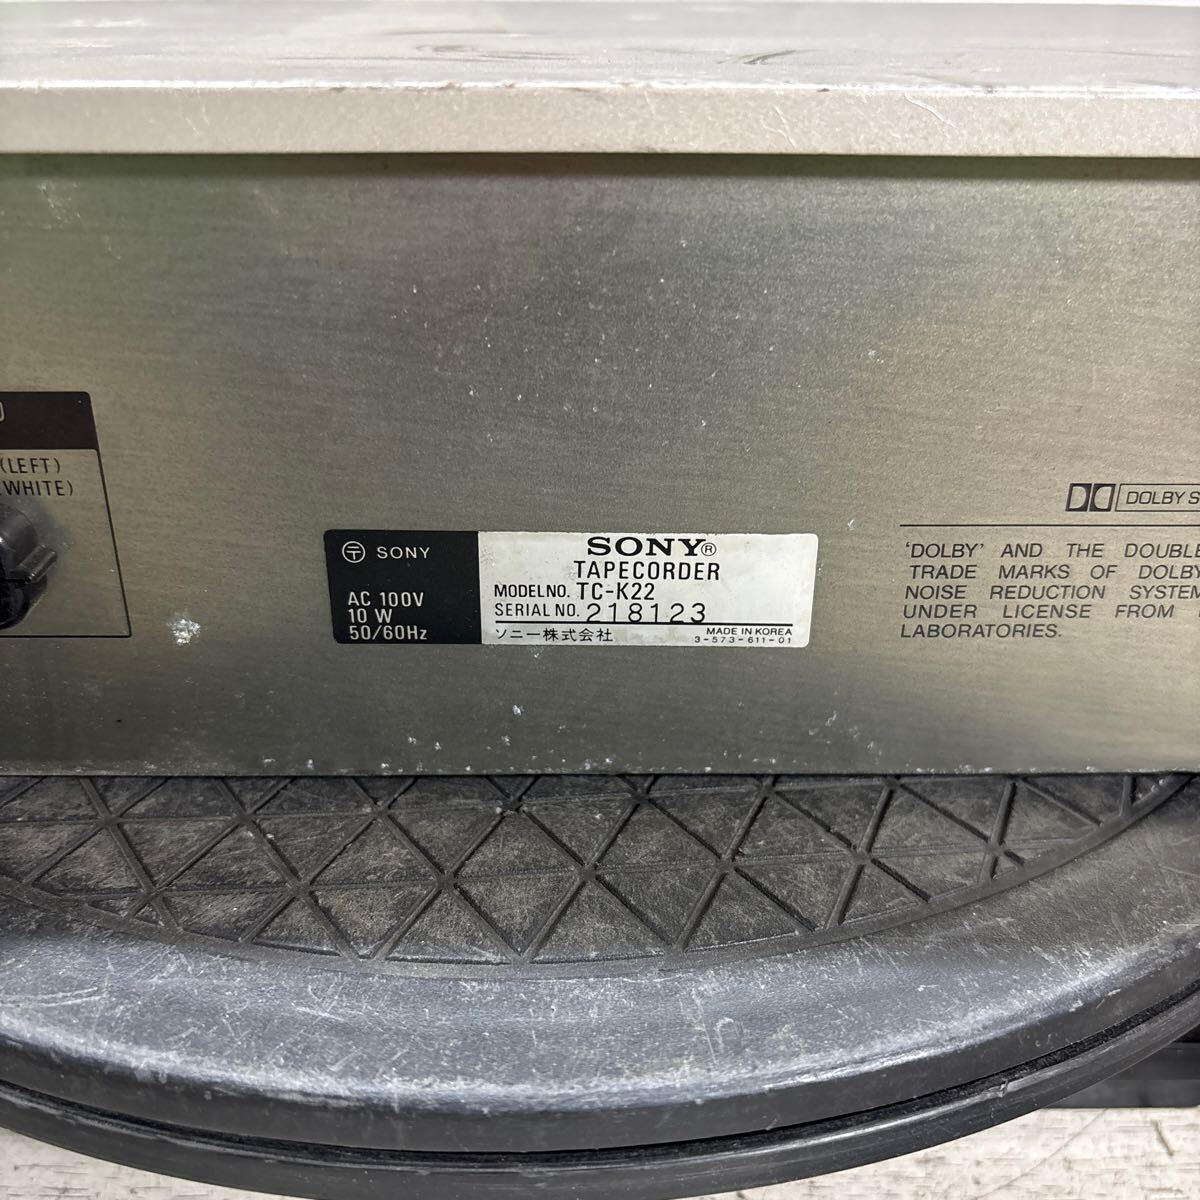 (LEFT)
(WHITE)
〒 SONY
AC 100V
10 W
50/60Hz
SONY®
TAPECORDER
MODEL NO. TC-K22
SERIAL NO. 218123
ソニー株式会社
MADE IN KOREA
3-573-611-01
DOLBY S
'DOLBY' AND THE DOUBLE
TRADE MARKS OF DOLBY
NOISE REDUCTION SYSTEM
UNDER LICENSE FROM
LABORATORIES.